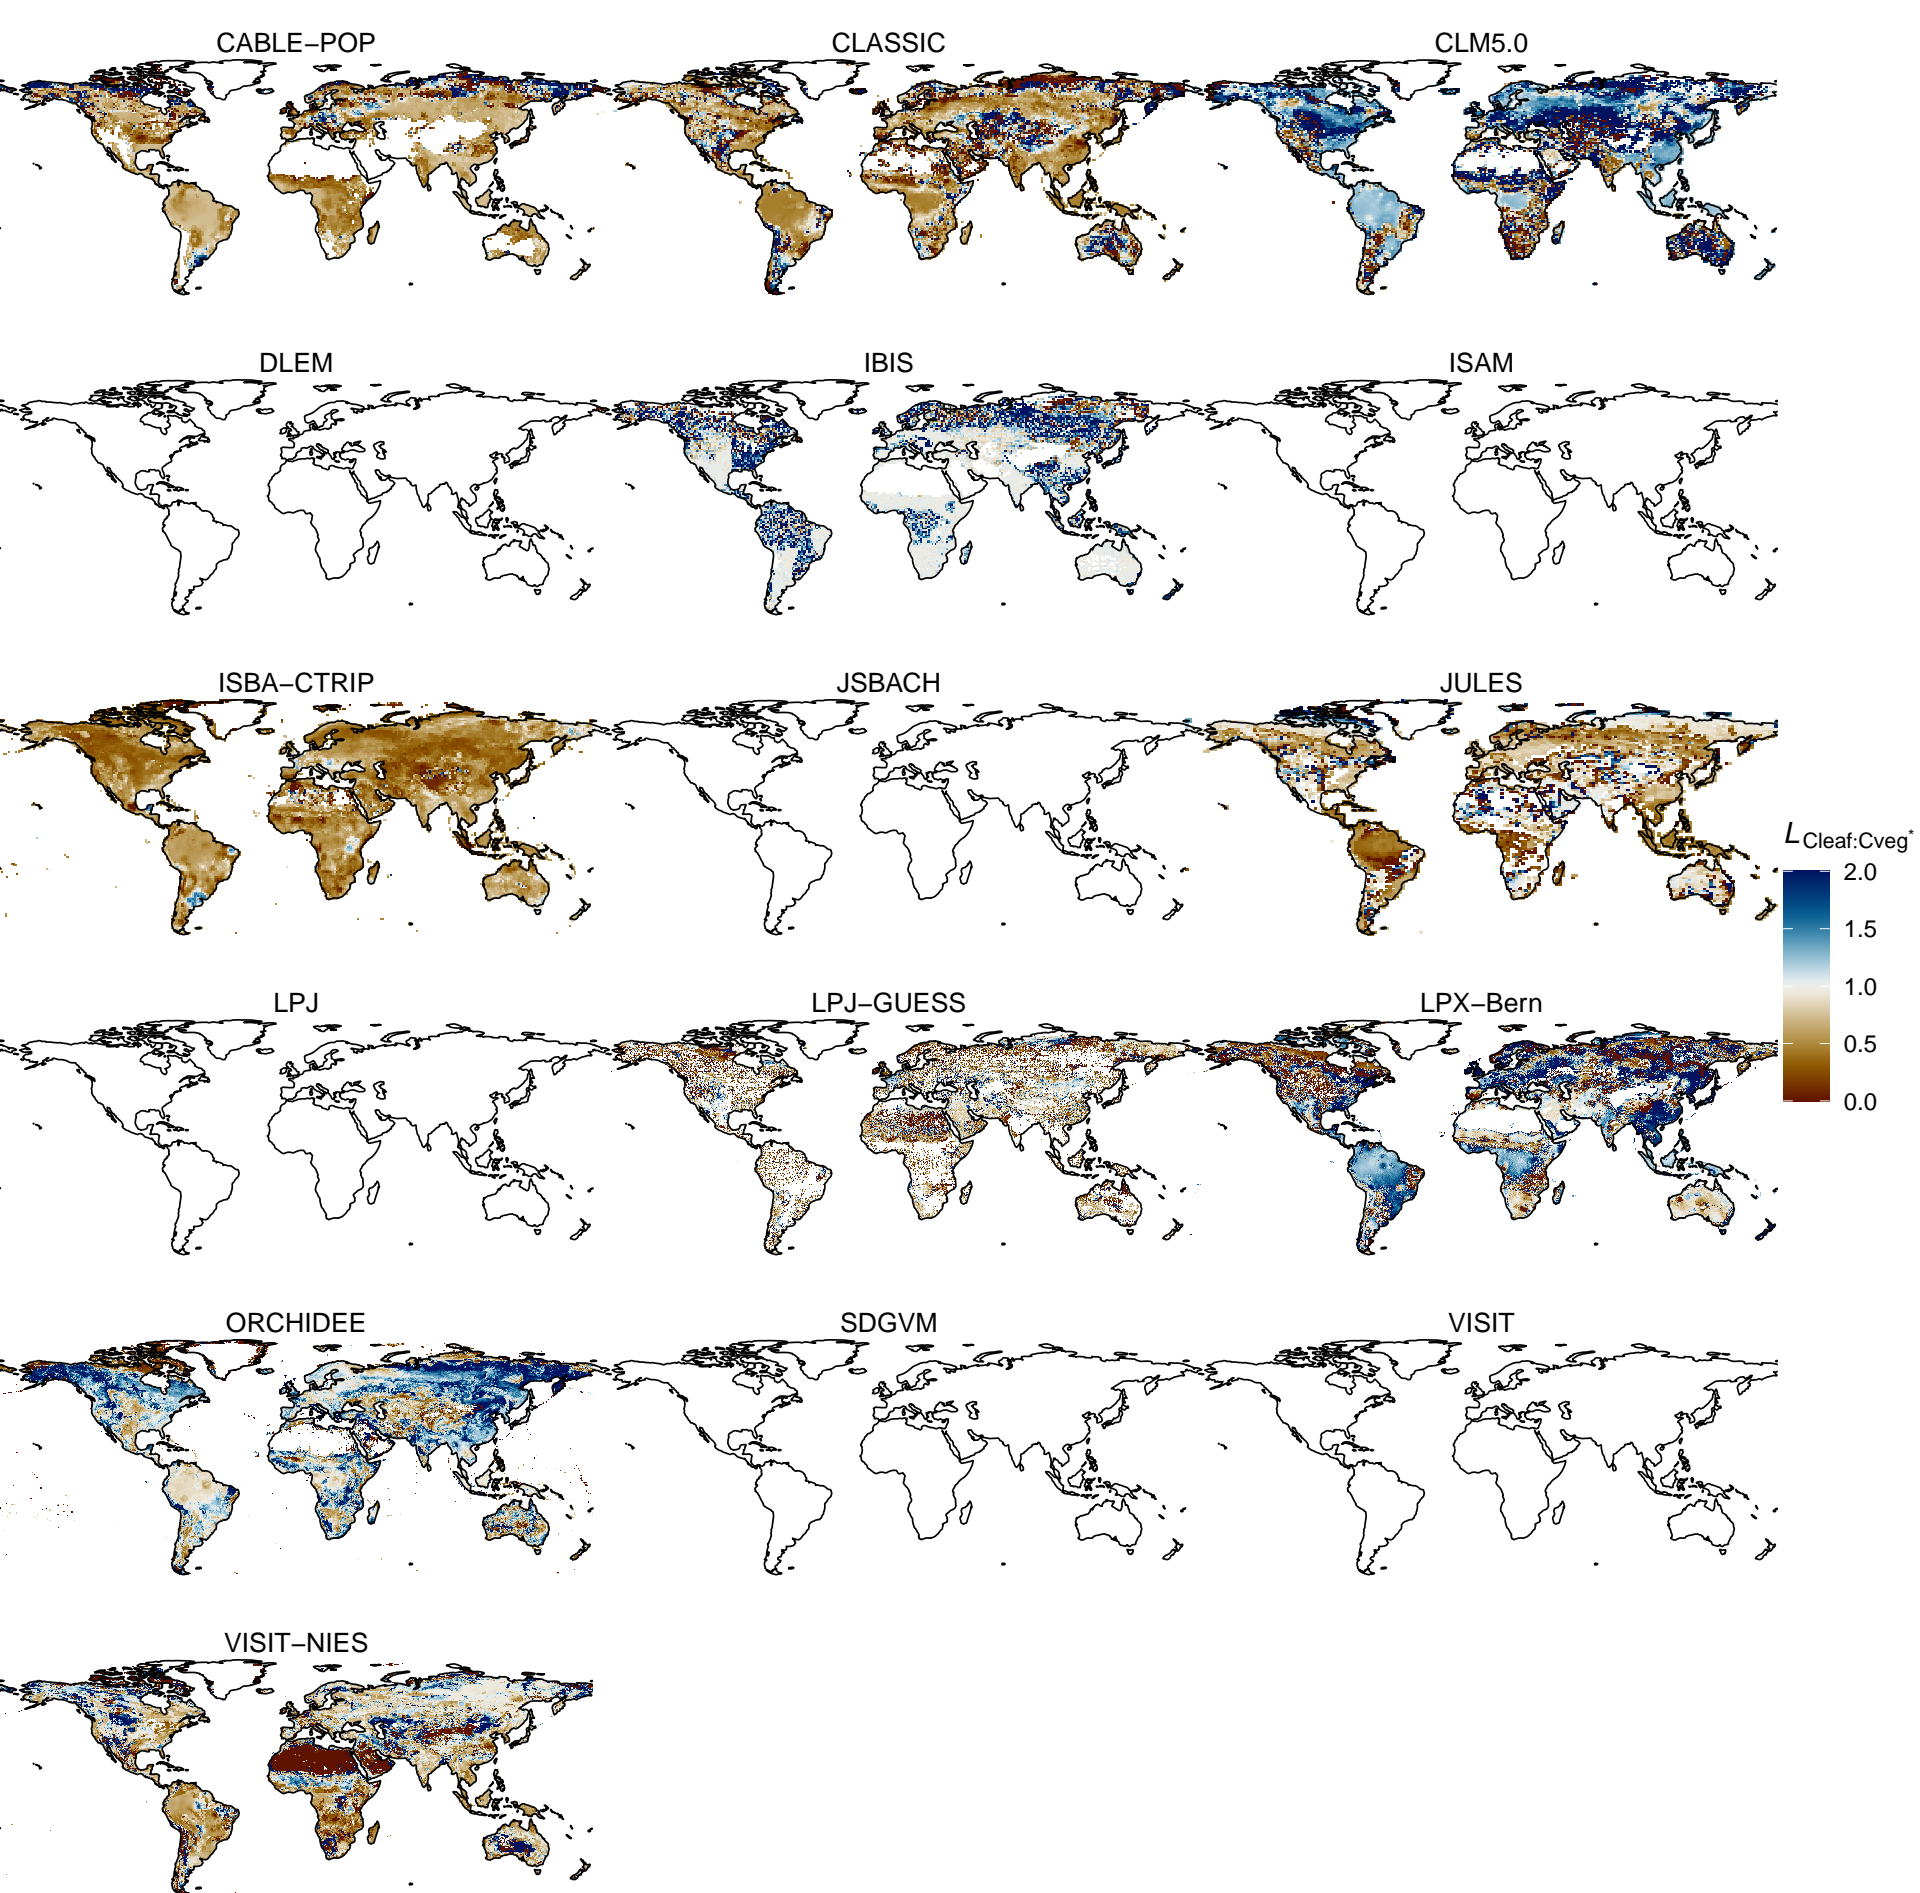 CABLE−POP
CLASSIC
CLM5.0
DLEM
IBIS
ISAM
ISBA−CTRIP
JSBACH
JULES
L Cleaf:Cveg*
2.0
1.5
1.0
0.5
0.0
LPJ
LPJ−GUESS
LPX−Bern
ORCHIDEE
SDGVM
VISIT
VISIT−NIES